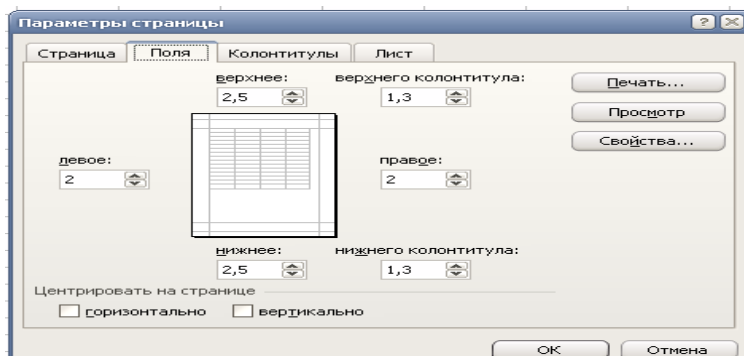 Параметры страницы
Страница Поля Колонтитулы Лист
верхнее: верхнего колонтитула:
2,5 1,3
Печать...
Просмотр
Свойства...
левое: правое:
2 2
нижнее: нижнего колонтитула:
2,5 1,3
Центрировать на странице
горизонтально вертикально
ОК Отмена